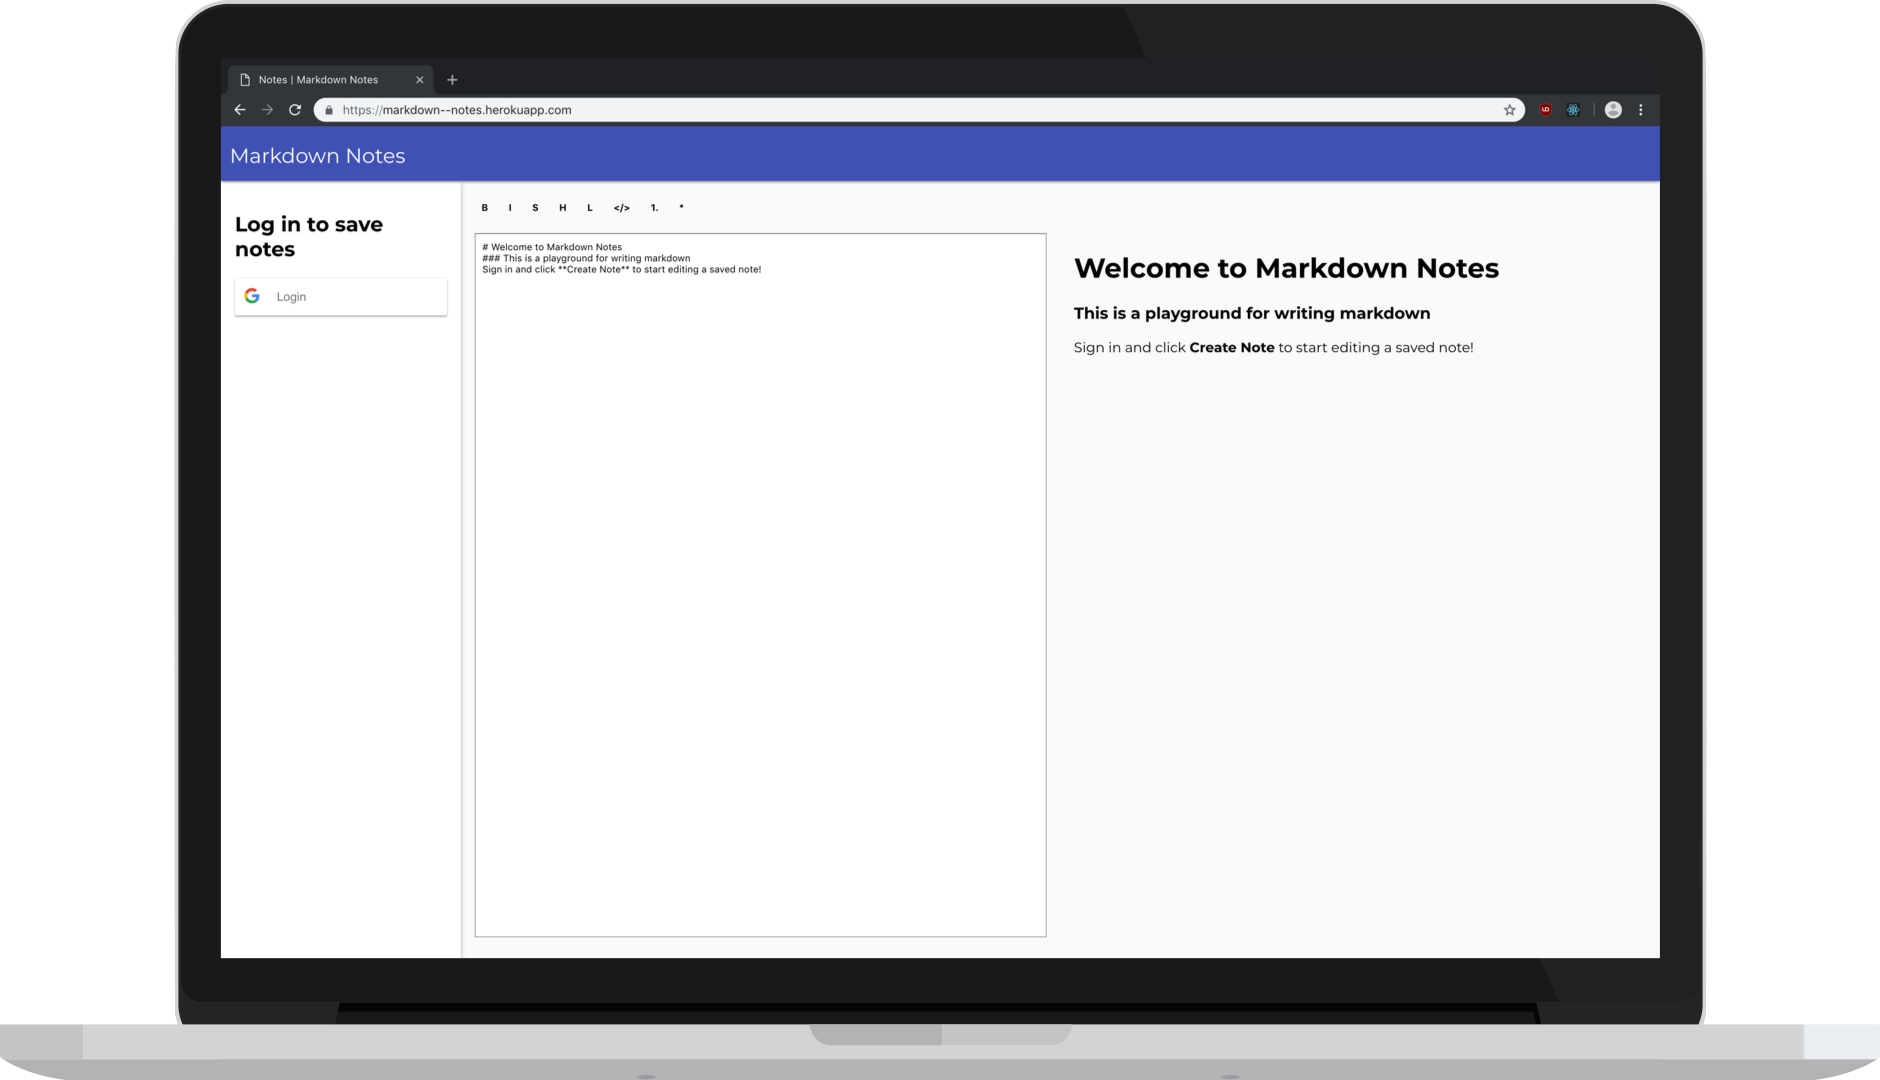 Notes | Markdown Notes
https://markdown--notes.herokuapp.com
Markdown Notes
Log in to save
notes
Login
B I S H L </> 1. *
# Welcome to Markdown Notes
### This is a playground for writing markdown
Sign in and click **Create Note** to start editing a saved note!
Welcome to Markdown Notes
This is a playground for writing markdown
Sign in and click Create Note to start editing a saved note!